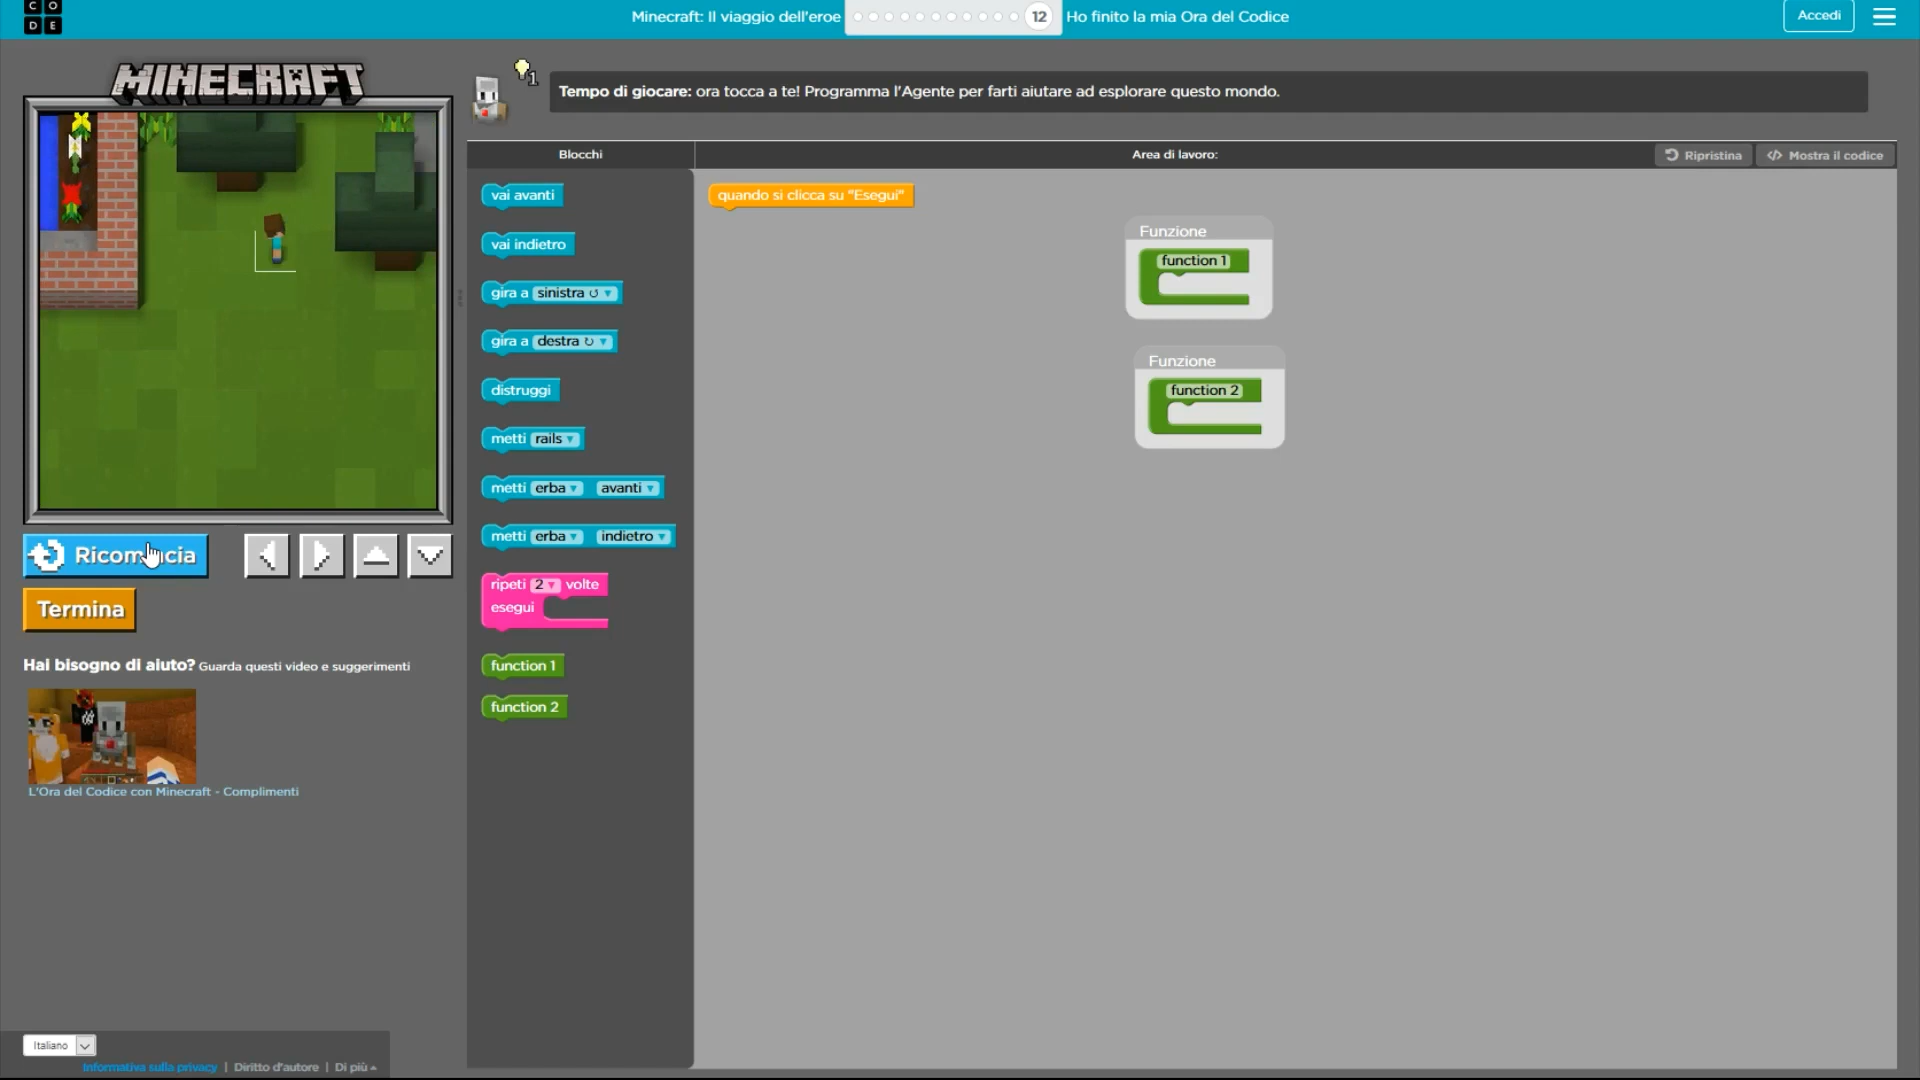 CO
DE
Minecraft: Il viaggio dell'eroe
12
Ho finito la mia Ora del Codice
Accedi
MINECRAFT
1
Tempo di giocare: ora tocca a te! Programma l'Agente per farti aiutare ad esplorare questo mondo.
Blocchi
Area di lavoro:
Ripristina
Mostra il codice
vai avanti
vai indietro
gira a sinistra ↺
gira a destra ↻
distruggi
metti rails
metti erba avanti
metti erba indietro
ripeti 2 volte
esegui
function 1
function 2
quando si clicca su "Esegui"
Funzione
function 1
Funzione
function 2
Ricomincia
Termina
Hai bisogno di aiuto? Guarda questi video e suggerimenti
L'Ora del Codice con Minecraft - Complimenti
Italiano
Informativa sulla privacy | Diritto d'autore | Di più